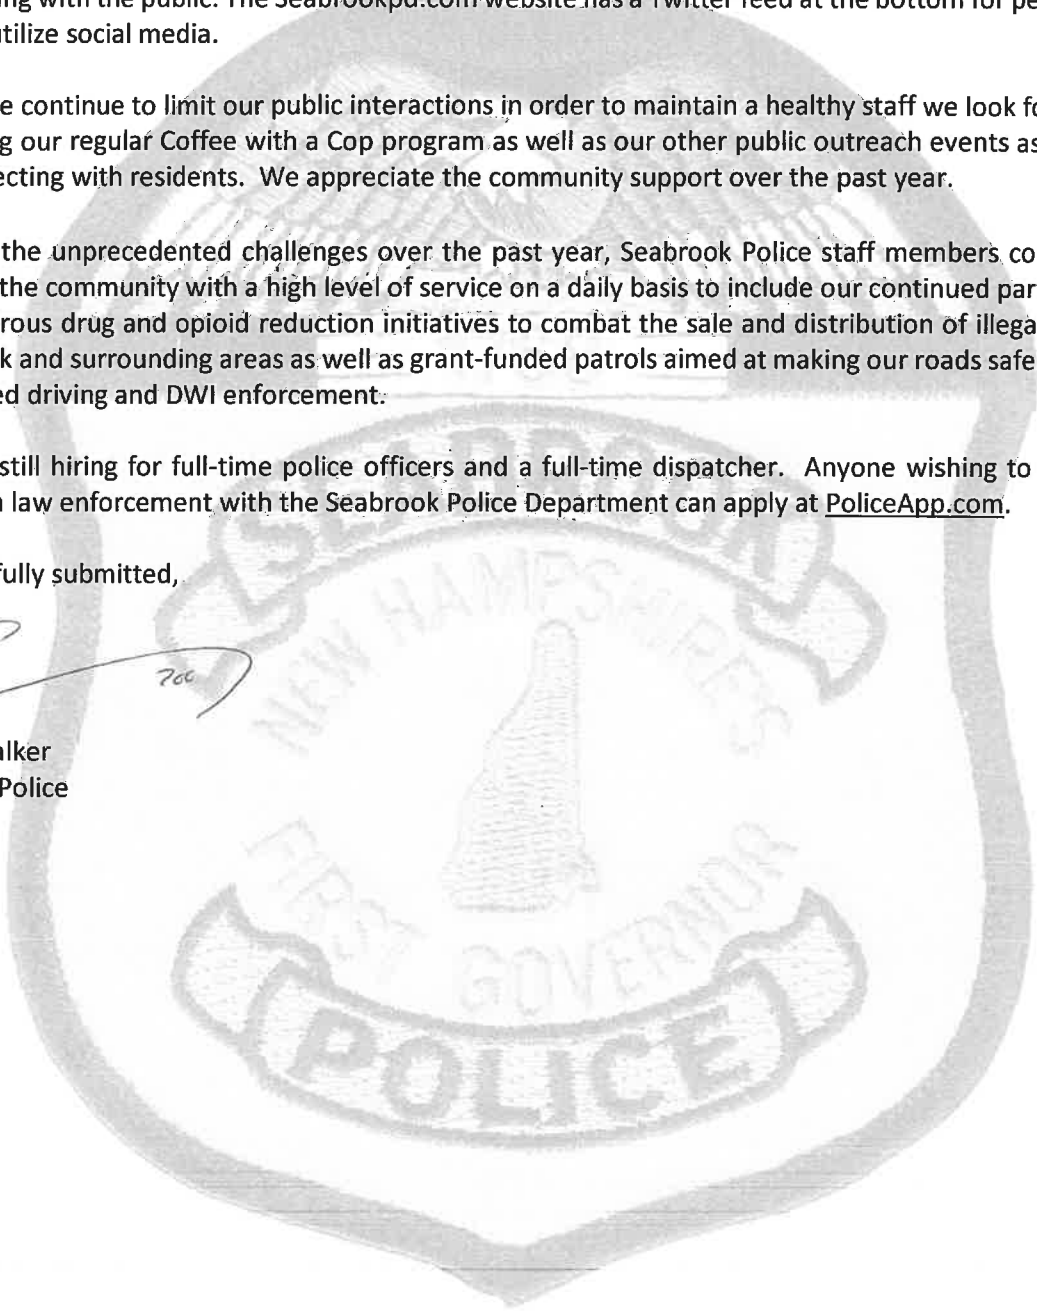 ng with the public. The Seabrookpd.com website has a Twitter feed at the bottom for pe
utilize social media.
e continue to limit our public interactions in order to maintain a healthy staff we look fo
g our regular Coffee with a Cop program as well as our other public outreach events as
ecting with residents. We appreciate the community support over the past year.
the unprecedented challenges over the past year, Seabrook Police staff members co
the community with a high level of service on a daily basis to include our continued par
rous drug and opioid reduction initiatives to combat the sale and distribution of illega
k and surrounding areas as well as grant-funded patrols aimed at making our roads safe
ed driving and DWI enforcement.
still hiring for full-time police officers and a full-time dispatcher. Anyone wishing to
n law enforcement with the Seabrook Police Department can apply at PoliceApp.com.
fully submitted,
700
alker
Police
SEABROOK
NEW HAMPSHIRES
FIRST GOVERNOR
POLICE